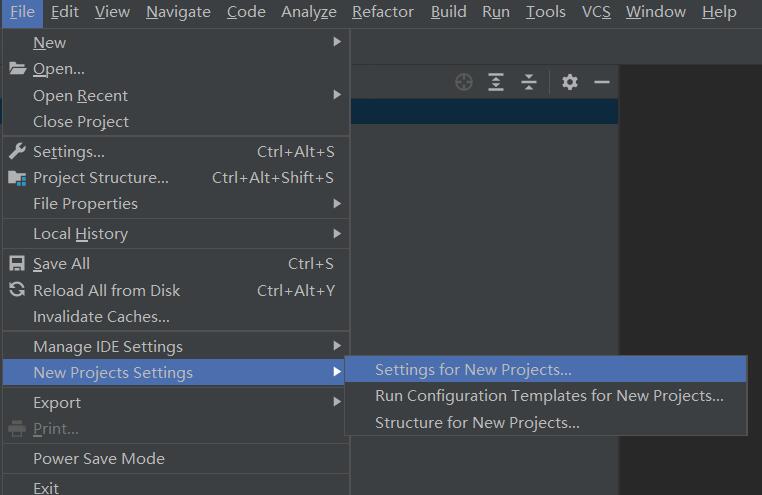 File Edit View Navigate Code Analyze Refactor Build Run Tools VCS Window Help
New
Open...
Open Recent
Close Project
Settings... Ctrl+Alt+S
Project Structure... Ctrl+Alt+Shift+S
File Properties
Local History
Save All Ctrl+S
Reload All from Disk Ctrl+Alt+Y
Invalidate Caches...
Manage IDE Settings
New Projects Settings
Settings for New Projects...
Run Configuration Templates for New Projects...
Structure for New Projects...
Export
Print...
Power Save Mode
Exit